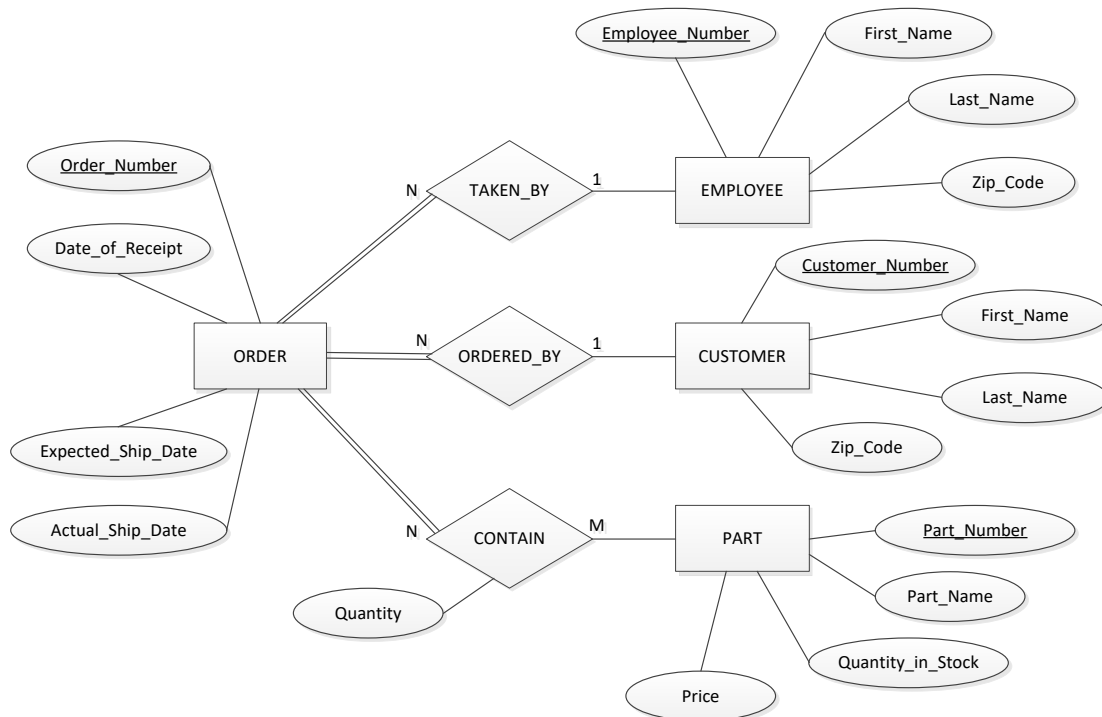 Employee_Number
First_Name
Last_Name
Order_Number
N
TAKEN_BY
1
EMPLOYEE
Zip_Code
Date_of_Receipt
Customer_Number
First_Name
ORDER
N
ORDERED_BY
1
CUSTOMER
Last_Name
Expected_Ship_Date
Zip_Code
Actual_Ship_Date
N
CONTAIN
M
PART
Part_Number
Quantity
Part_Name
Quantity_in_Stock
Price